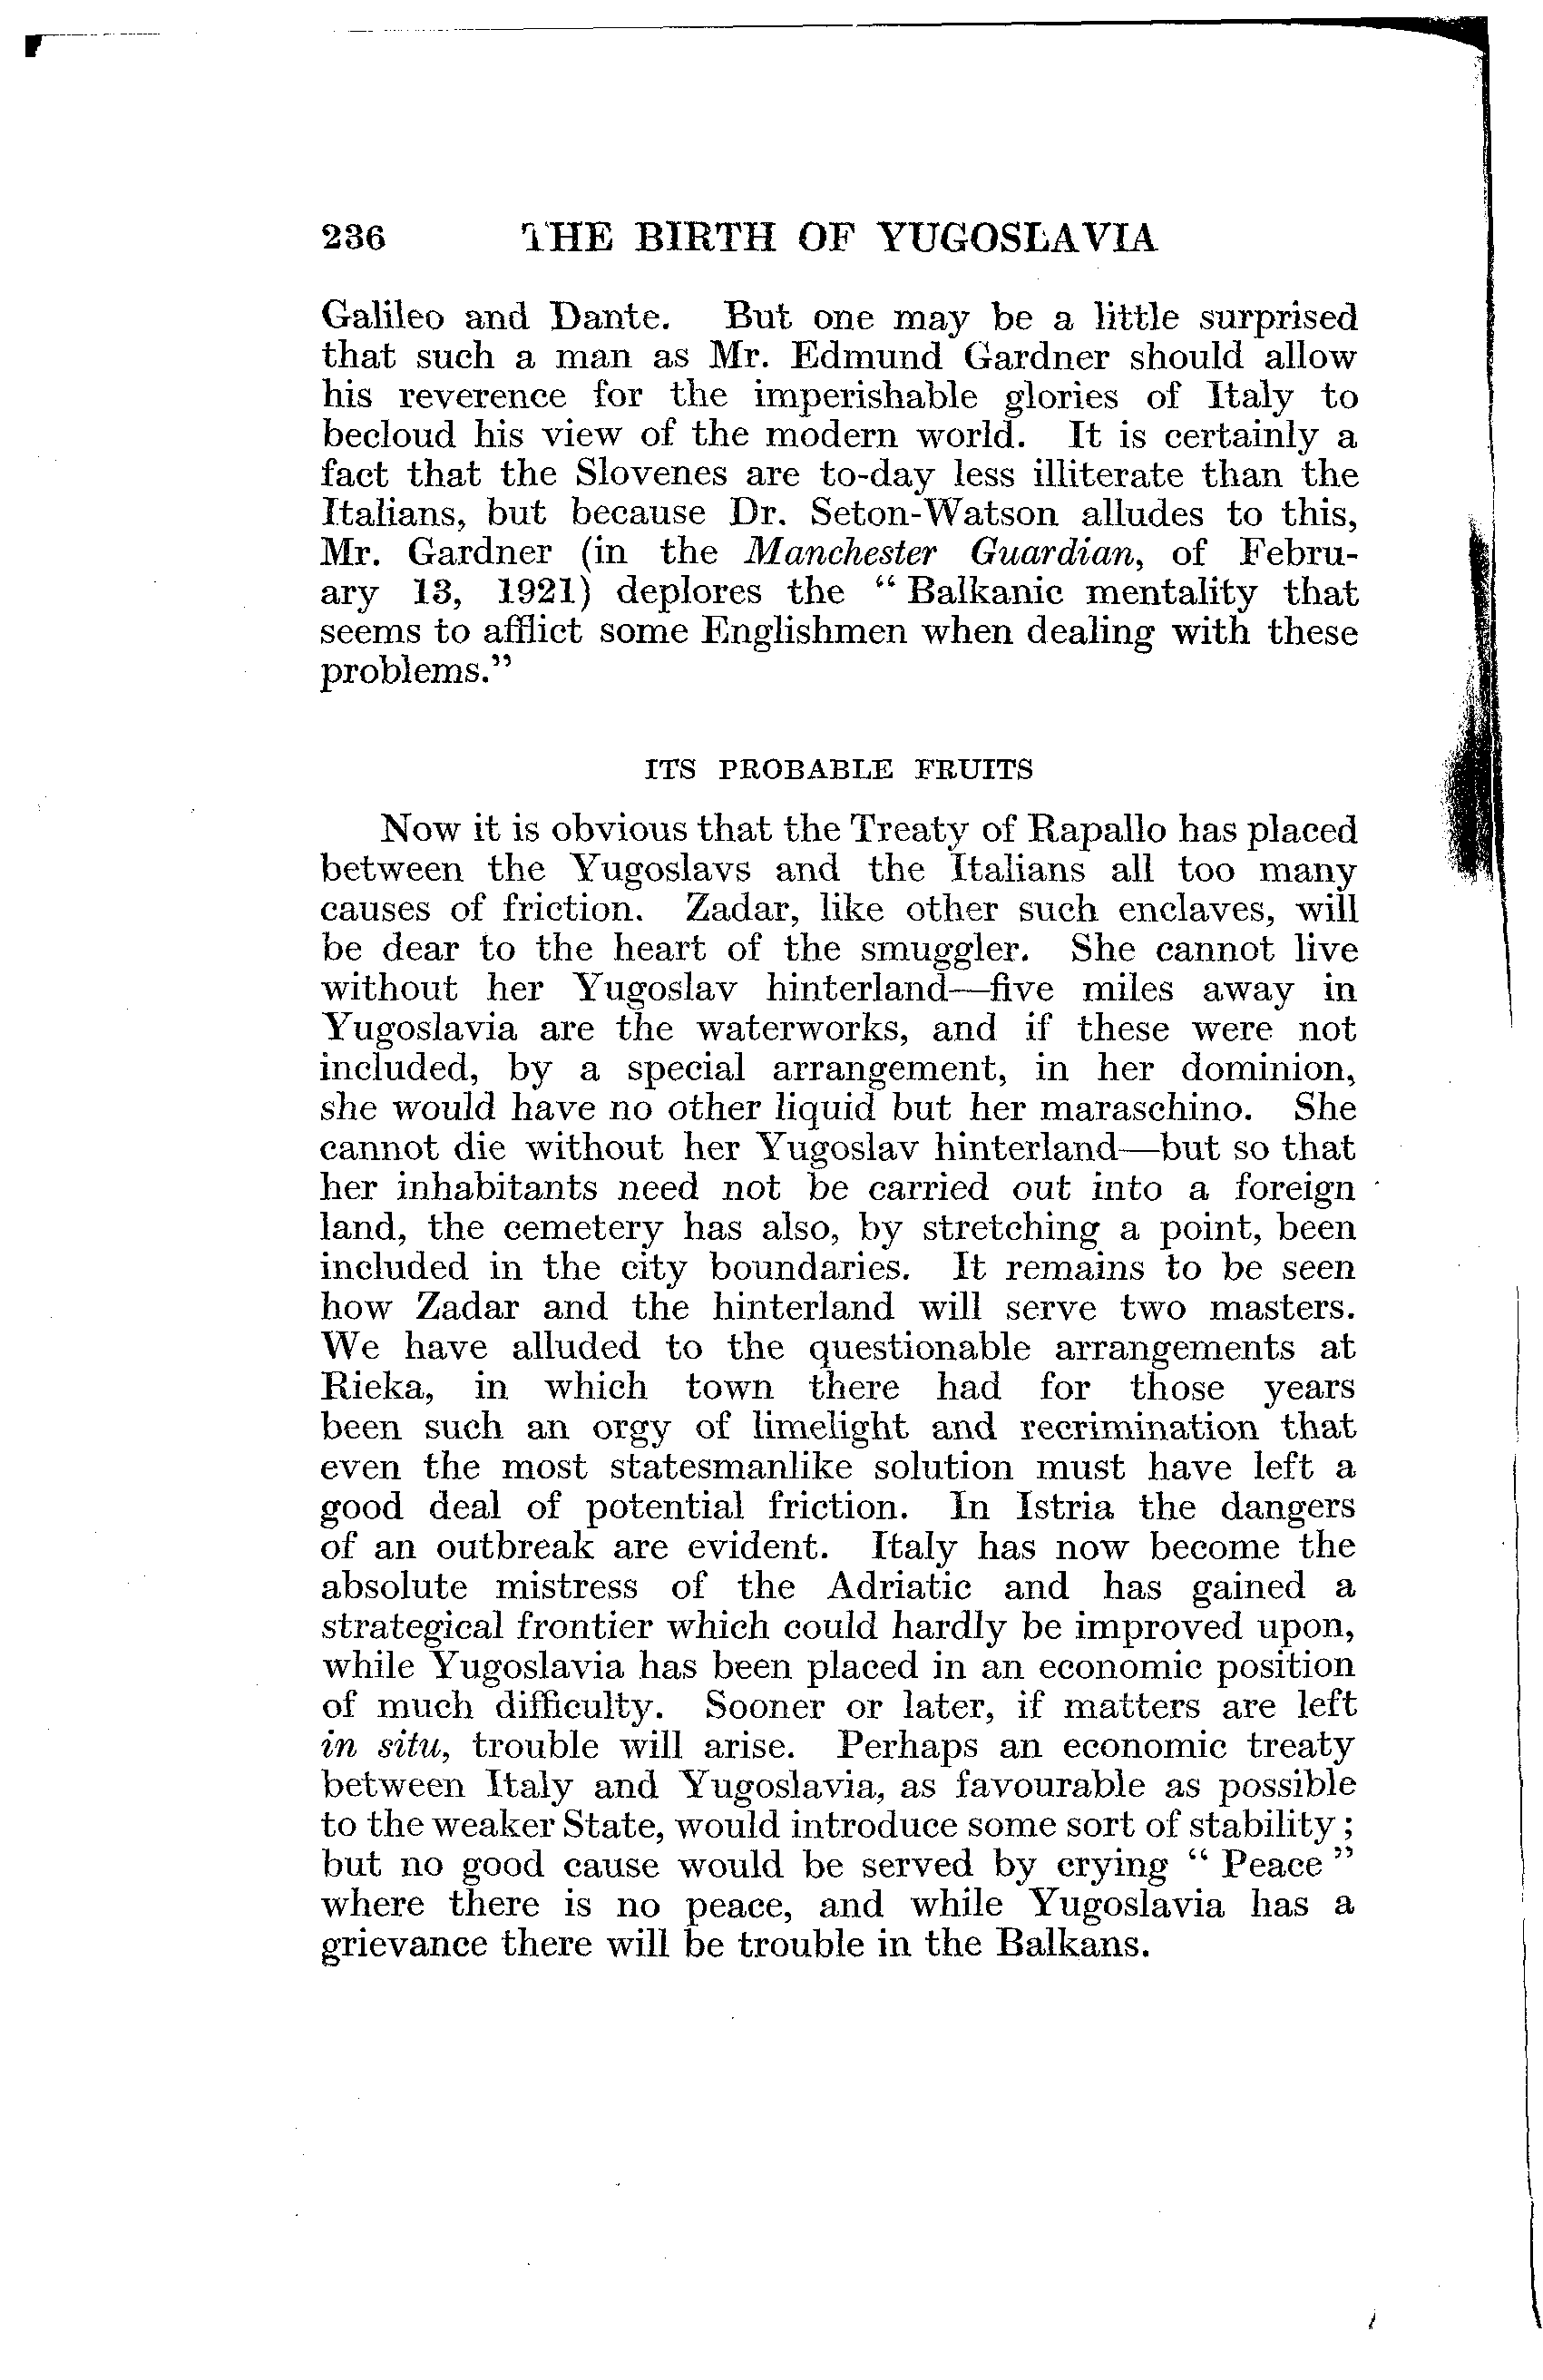 236 THE BIRTH OF YUGOSLAVIA
Galileo and Dante. But one may be a little surprised
that such a man as Mr. Edmund Gardner should allow
his reverence for the imperishable glories of Italy to
becloud his view of the modern world. It is certainly a
fact that the Slovenes are to-day less illiterate than the
Italians, but because Dr. Seton-Watson alludes to this,
Mr. Gardner (in the Manchester Guardian, of Febru-
ary 13, 1921) deplores the “ Balkanic mentality that
seems to afflict some Englishmen when dealing with these
problems.”
ITS PROBABLE FRUITS
Now it is obvious that the Treaty of Rapallo has placed
between the Yugoslavs and the Italians all too many
causes of friction. Zadar, like other such enclaves, will
be dear to the heart of the smuggler. She cannot live
without her Yugoslav hinterland—five miles away in
Yugoslavia are the waterworks, and if these were not
included, by a special arrangement, in her dominion,
she would have no other liquid but her maraschino. She
cannot die without her Yugoslav hinterland—but so that
her inhabitants need not be carried out into a foreign
land, the cemetery has also, by stretching a point, been
included in the city boundaries. It remains to be seen
how Zadar and the hinterland will serve two masters.
We have alluded to the questionable arrangements at
Rieka, in which town there had for those years
been such an orgy of limelight and recrimination that
even the most statesmanlike solution must have left a
good deal of potential friction. In Istria the dangers
of an outbreak are evident. Italy has now become the
absolute mistress of the Adriatic and has gained a
strategical frontier which could hardly be improved upon,
while Yugoslavia has been placed in an economic position
of much difficulty. Sooner or later, if matters are left
in situ, trouble will arise. Perhaps an economic treaty
between Italy and Yugoslavia, as favourable as possible
to the weaker State, would introduce some sort of stability ;
but no good cause would be served by crying “ Peace ”
where there is no peace, and while Yugoslavia has a
grievance there will be trouble in the Balkans.